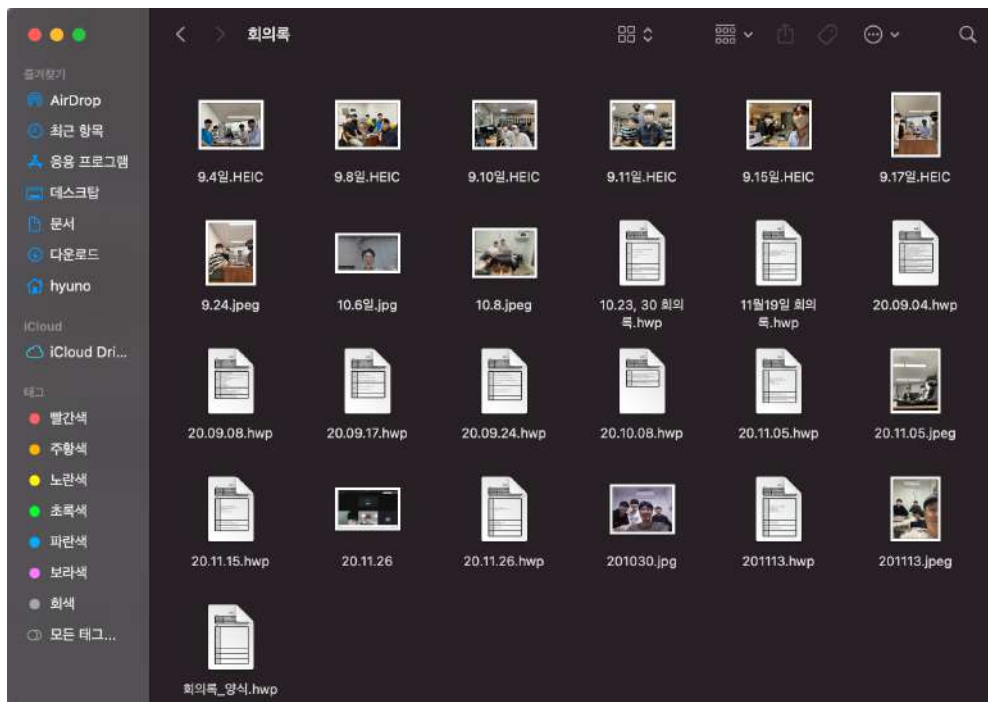 회의록
즐겨찾기
AirDrop
최근 항목
응용 프로그램
데스크탑
문서
다운로드
hyuno
iCloud
iCloud Dri...
태그
빨간색
주황색
노란색
초록색
파란색
보라색
회색
모든 태그...
9.4일.HEIC
9.8일.HEIC
9.10일.HEIC
9.11일.HEIC
9.15일.HEIC
9.17일.HEIC
9.24.jpeg
10.6일.jpg
10.8.jpeg
10.23, 30 회의
록.hwp
11월19일 회의
록.hwp
20.09.04.hwp
20.09.08.hwp
20.09.17.hwp
20.09.24.hwp
20.10.08.hwp
20.11.05.hwp
20.11.05.jpeg
20.11.15.hwp
20.11.26
20.11.26.hwp
201030.jpg
201113.hwp
201113.jpeg
회의록_양식.hwp